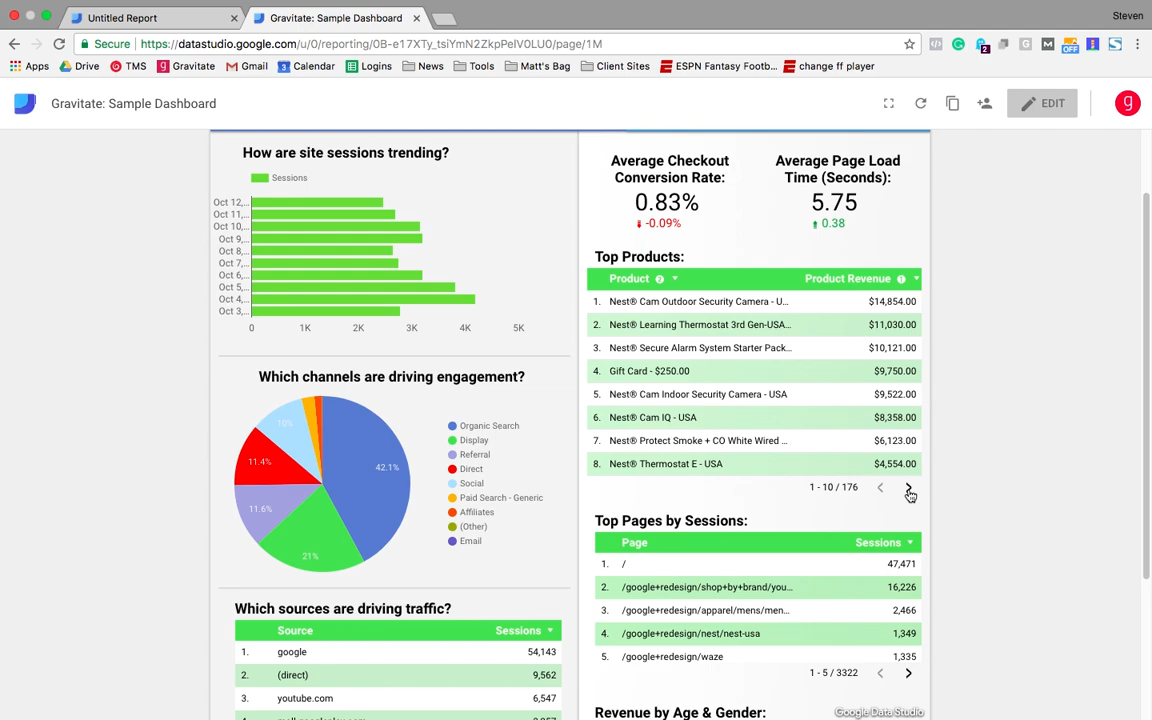 Untitled Report
Gravitate: Sample Dashboard
Steven
Secure
https://datastudio.google.com/u/0/reporting/0B-e17XTy_tsiYmN2ZkpPelV0LU0/page/1M
2
OFF
Apps
Drive
TMS
Gravitate
Gmail
Calendar
Logins
News
Tools
Matt's Bag
Client Sites
ESPN Fantasy Footb...
change ff player
Gravitate: Sample Dashboard
EDIT
g
How are site sessions trending?
Sessions
Oct 12,...
Oct 11,...
Oct 10,...
Oct 9,...
Oct 8,...
Oct 7,...
Oct 6,...
Oct 5,...
Oct 4,...
Oct 3,...
0 1K 2K 3K 4K 5K
Which channels are driving engagement?
42.1%
21%
11.6%
11.4%
10%
Organic Search
Display
Referral
Direct
Social
Paid Search - Generic
Affiliates
(Other)
Email
Which sources are driving traffic?
Source Sessions
1. google 54,143
2. (direct) 9,562
3. youtube.com 6,547
Average Checkout
Conversion Rate:
0.83%
-0.09%
Average Page Load
Time (Seconds):
5.75
0.38
Top Products:
Product 2 Product Revenue 1
1. Nest® Cam Outdoor Security Camera - U... $14,854.00
2. Nest® Learning Thermostat 3rd Gen-USA... $11,030.00
3. Nest® Secure Alarm System Starter Pack... $10,121.00
4. Gift Card - $250.00 $9,750.00
5. Nest® Cam Indoor Security Camera - USA $9,522.00
6. Nest® Cam IQ - USA $8,358.00
7. Nest® Protect Smoke + CO White Wired ... $6,123.00
8. Nest® Thermostat E - USA $4,554.00
1 - 10 / 176
Top Pages by Sessions:
Page Sessions
1. / 47,471
2. /google+redesign/shop+by+brand/you... 16,226
3. /google+redesign/apparel/mens/men... 2,466
4. /google+redesign/nest/nest-usa 1,349
5. /google+redesign/waze 1,335
1 - 5 / 3322
Revenue by Age & Gender:
Google Data Studio